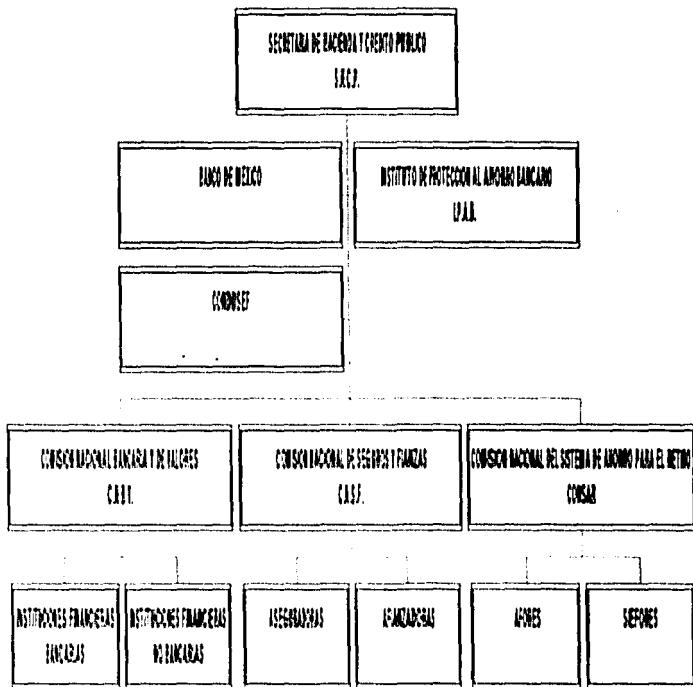 SECRETARIA DE HACIENDA Y CREDITO PUBLICO
S.H.C.P.
BANCO DE MEXICO
INSTITUTO DE PROTECCION AL AHORRO BANCARIO
I.P.A.B.
CONDUSEF
COMISION NACIONAL BANCARIA Y DE VALORES
C.N.B.V.
COMISION NACIONAL DE SEGUROS Y FIANZAS
C.N.S.F.
COMISION NACIONAL DEL SISTEMA DE AHORRO PARA EL RETIRO
CONSAR
INSTITUCIONES FINANCIERAS
BANCARIAS
INSTITUCIONES FINANCIERAS
NO BANCARIAS
ASEGURADORAS
AFIANZADORAS
AFORES
SIEFORES